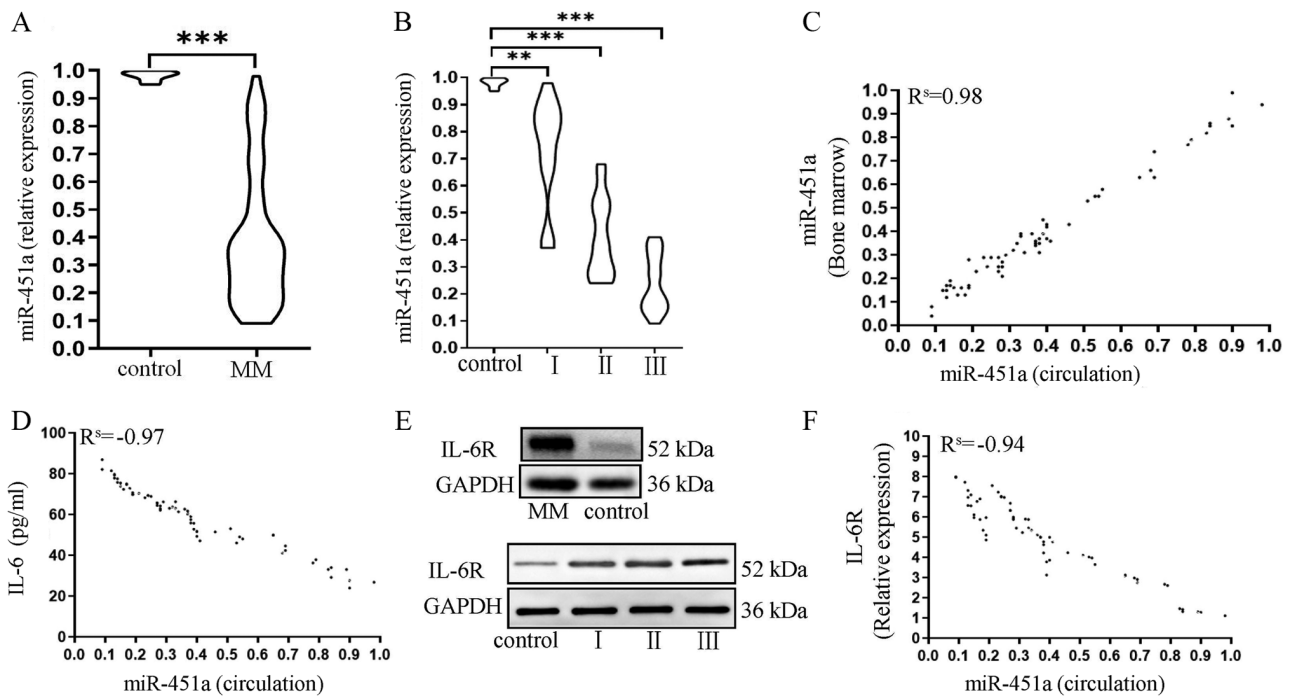 A
***
miR-451a (relative expression)
1.0
0.9
0.8
0.7
0.6
0.5
0.4
0.3
0.2
0.1
0.0
control MM
B
***
***
**
miR-451a (relative expression)
1.0
0.9
0.8
0.7
0.6
0.5
0.4
0.3
0.2
0.1
0.0
control I II III
C
Rˢ=0.98
miR-451a
(Bone marrow)
1.0
0.9
0.8
0.7
0.6
0.5
0.4
0.3
0.2
0.1
0.0
0.0 0.1 0.2 0.3 0.4 0.5 0.6 0.7 0.8 0.9 1.0
miR-451a (circulation)
D
Rˢ=-0.97
IL-6 (pg/ml)
100
80
60
40
20
0
0.0 0.1 0.2 0.3 0.4 0.5 0.6 0.7 0.8 0.9 1.0
miR-451a (circulation)
E
IL-6R 52 kDa
GAPDH 36 kDa
MM control
IL-6R 52 kDa
GAPDH 36 kDa
control I II III
F
Rˢ=-0.94
IL-6R
(Relative expression)
10
9
8
7
6
5
4
3
2
1
0
0.0 0.1 0.2 0.3 0.4 0.5 0.6 0.7 0.8 0.9 1.0
miR-451a (circulation)